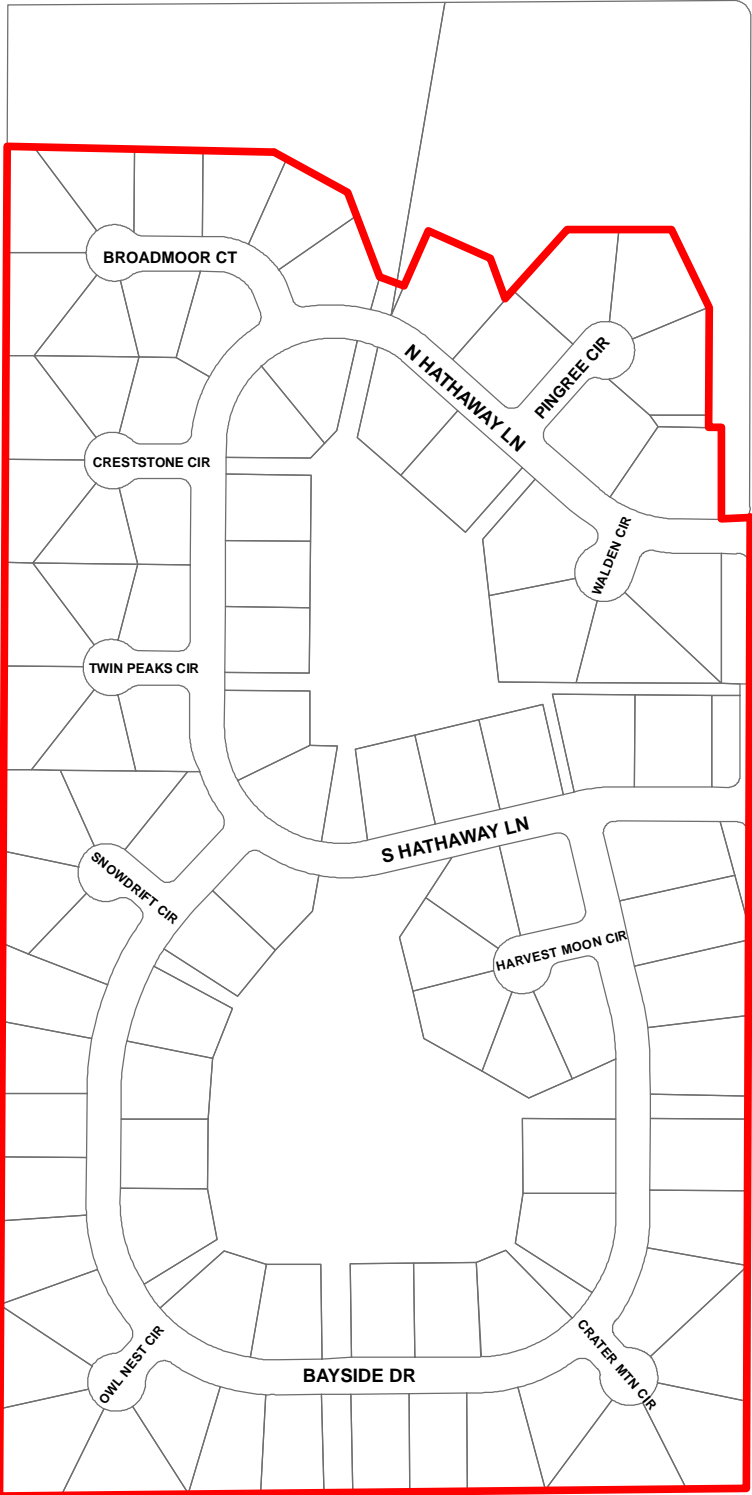 BROADMOOR CT
N HATHAWAY LN
PINGREE CIR
CRESTSTONE CIR
WALDEN CIR
TWIN PEAKS CIR
S HATHAWAY LN
SNOWDRIFT CIR
HARVEST MOON CIR
OWL NEST CIR
BAYSIDE DR
CRATER MTN CIR